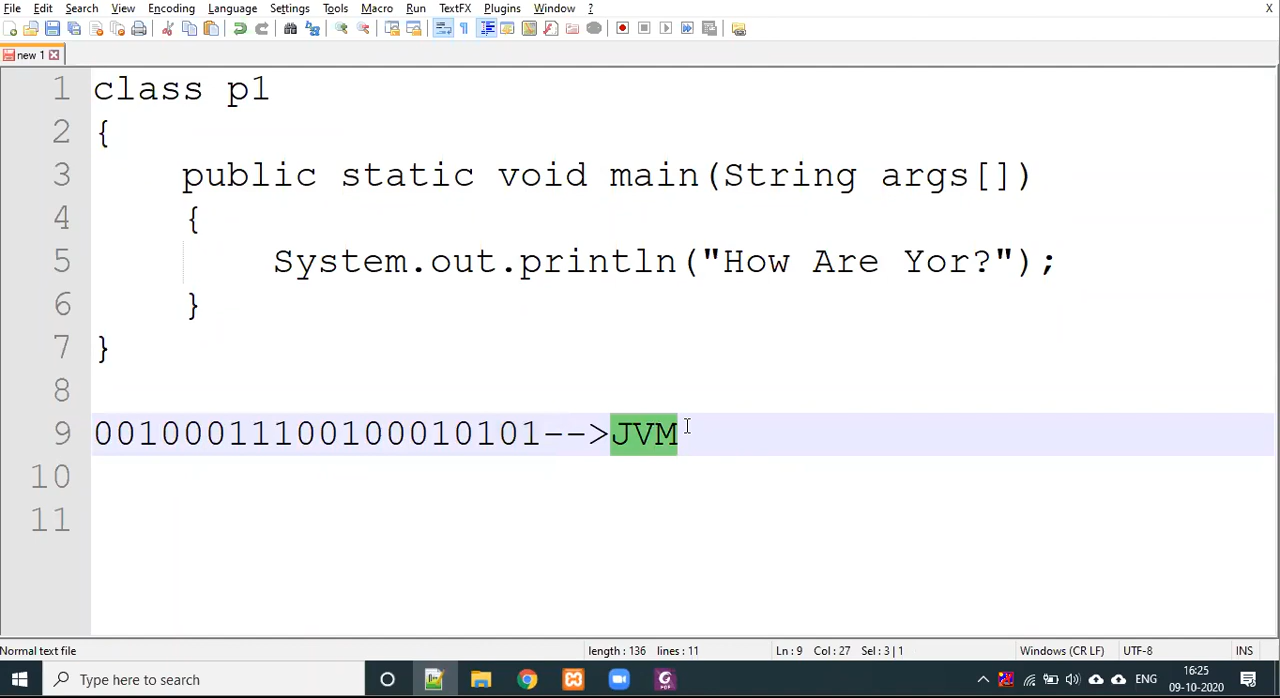 File Edit Search View Encoding Language Settings Tools Macro Run TextFX Plugins Window ? X
new 1
1 class p1
2 {
3 public static void main(String args[])
4 {
5 System.out.println("How Are Yor?");
6 }
7 }
8
9 00100011100100010101-->JVM
10
11
Normal text file length : 136 lines : 11 Ln : 9 Col : 27 Sel : 3 | 1 Windows (CR LF) UTF-8 INS
Type here to search ENG 16:25
09-10-2020